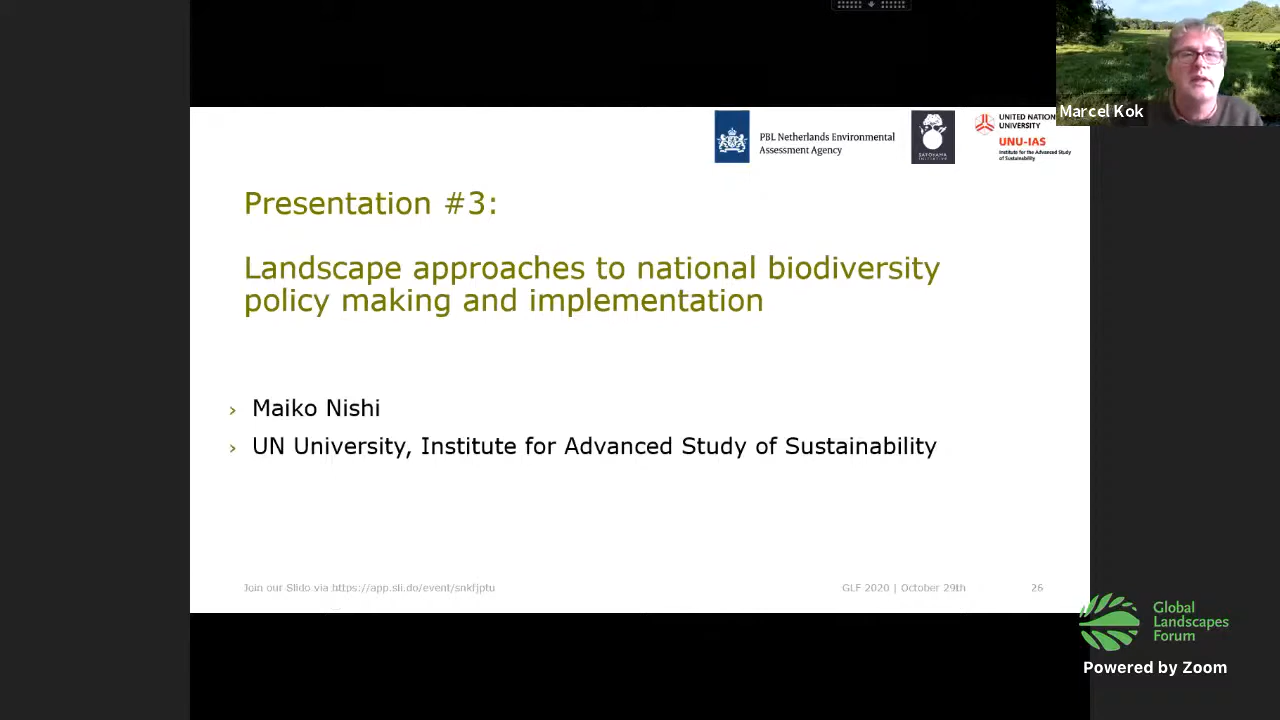 Marcel Kok
PBL Netherlands Environmental
Assessment Agency
SATOYAMA
INITIATIVE
UNITED NATION
UNIVERSITY
UNU-IAS
Institute for the Advanced Study
of Sustainability
Presentation #3:
Landscape approaches to national biodiversity
policy making and implementation
› Maiko Nishi
› UN University, Institute for Advanced Study of Sustainability
Join our Slido via https://app.sli.do/event/snkfjptu
GLF 2020 | October 29th
26
Global
Landscapes
Forum
Powered by Zoom